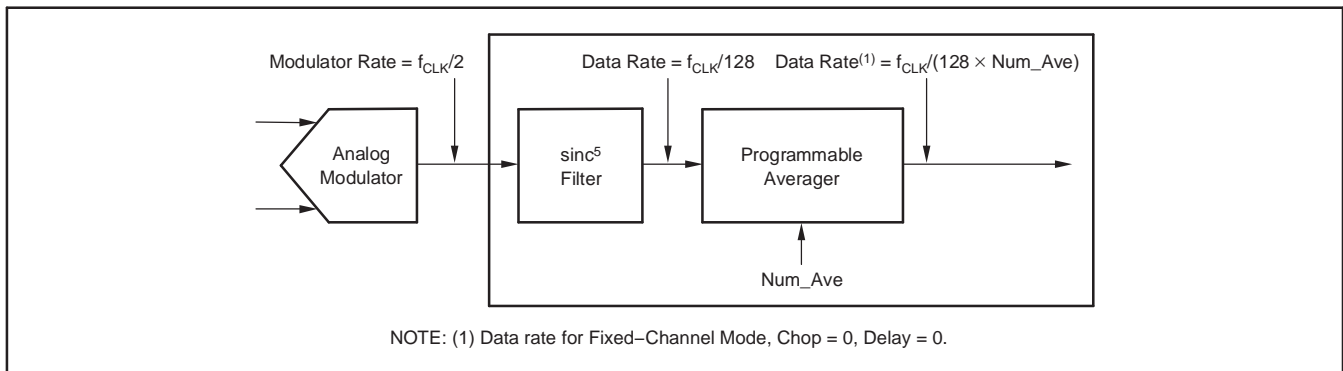 Modulator Rate = fCLK/2
Data Rate = fCLK/128
Data Rate(1) = fCLK/(128 × Num_Ave)
Analog
Modulator
sinc5
Filter
Programmable
Averager
Num_Ave
NOTE: (1) Data rate for Fixed−Channel Mode, Chop = 0, Delay = 0.